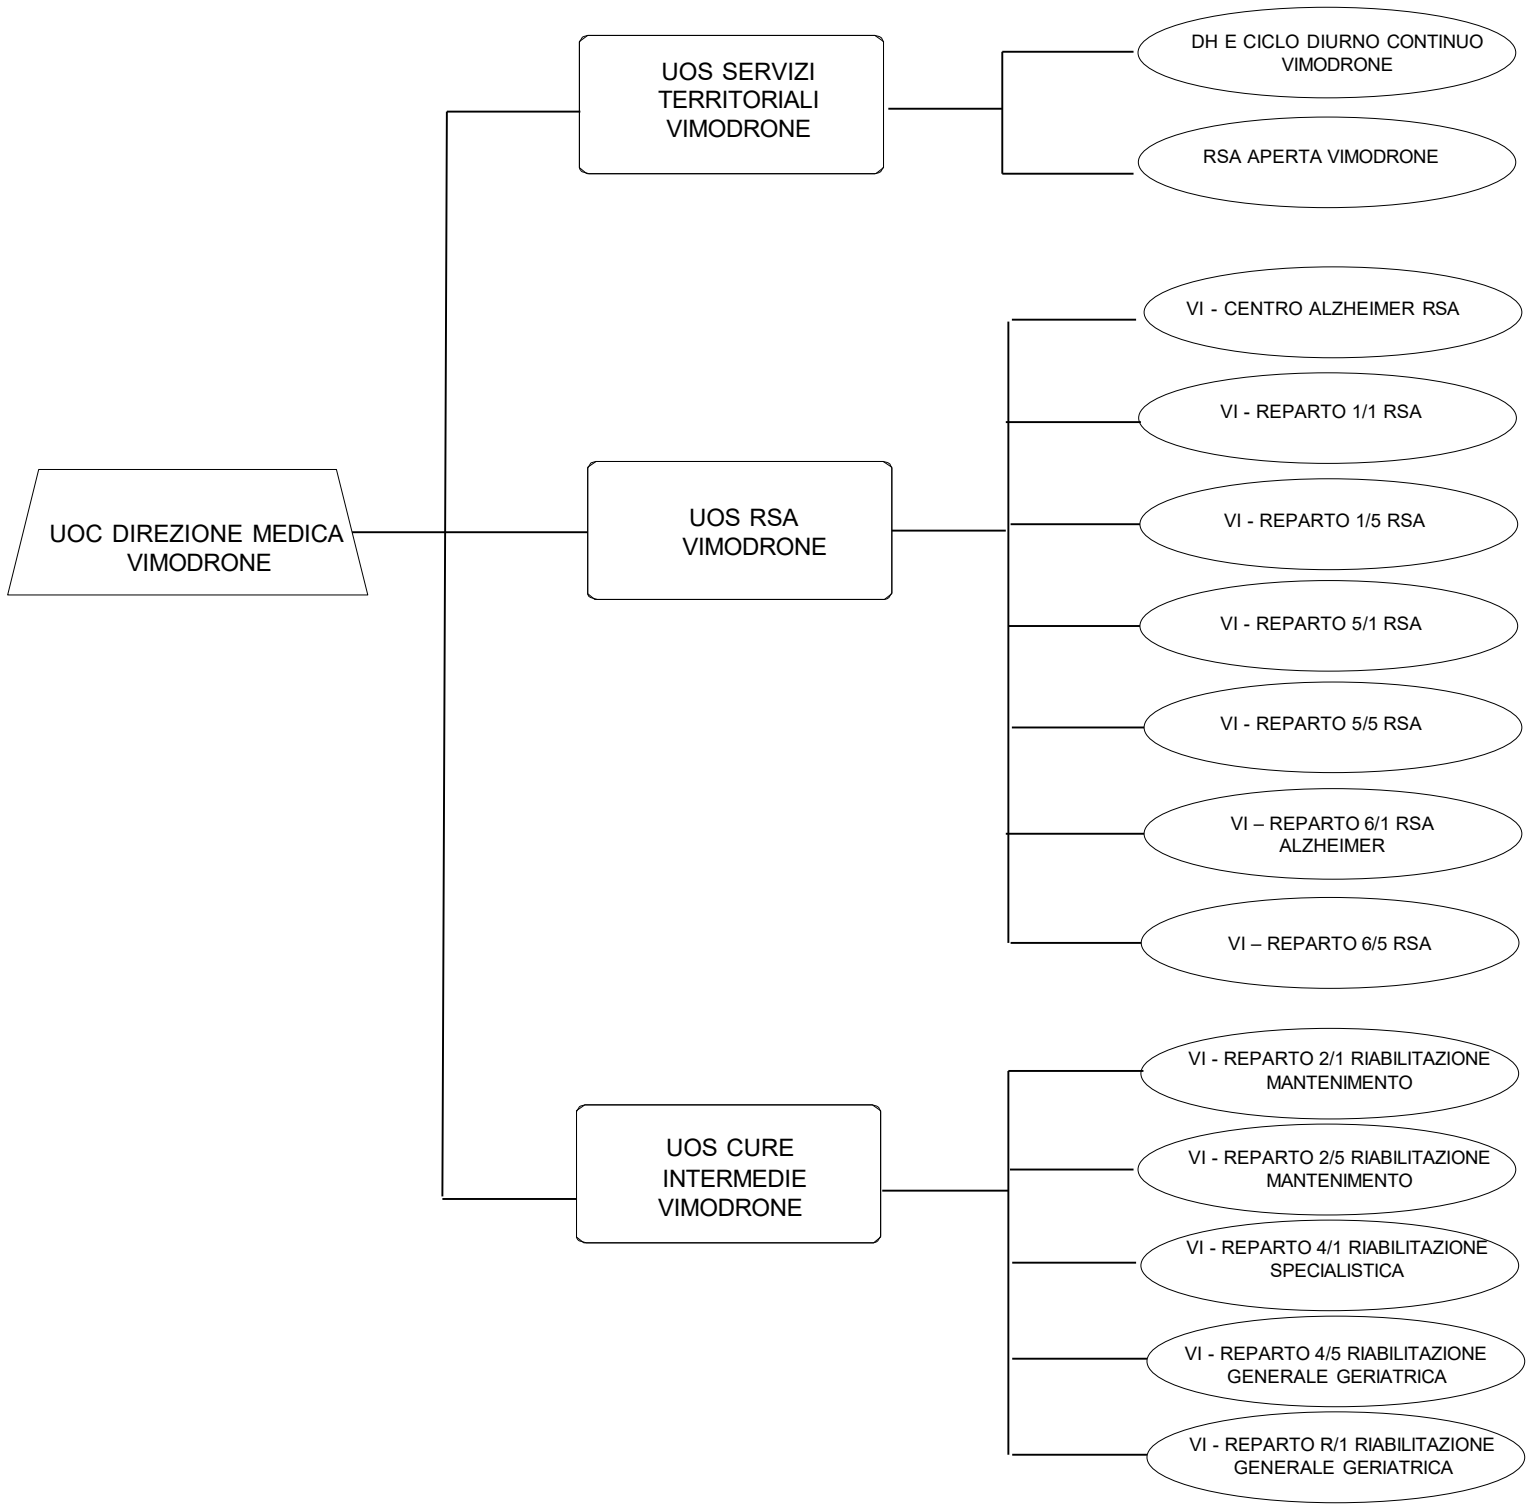 DH E CICLO DIURNO CONTINUO
VIMODRONE
UOS SERVIZI
TERRITORIALI
VIMODRONE
RSA APERTA VIMODRONE
VI - CENTRO ALZHEIMER RSA
VI - REPARTO 1/1 RSA
UOC DIREZIONE MEDICA
VIMODRONE
UOS RSA
VIMODRONE
VI - REPARTO 1/5 RSA
VI - REPARTO 5/1 RSA
VI - REPARTO 5/5 RSA
VI – REPARTO 6/1 RSA
ALZHEIMER
VI – REPARTO 6/5 RSA
VI - REPARTO 2/1 RIABILITAZIONE
MANTENIMENTO
UOS CURE
INTERMEDIE
VIMODRONE
VI - REPARTO 2/5 RIABILITAZIONE
MANTENIMENTO
VI - REPARTO 4/1 RIABILITAZIONE
SPECIALISTICA
VI - REPARTO 4/5 RIABILITAZIONE
GENERALE GERIATRICA
VI - REPARTO R/1 RIABILITAZIONE
GENERALE GERIATRICA